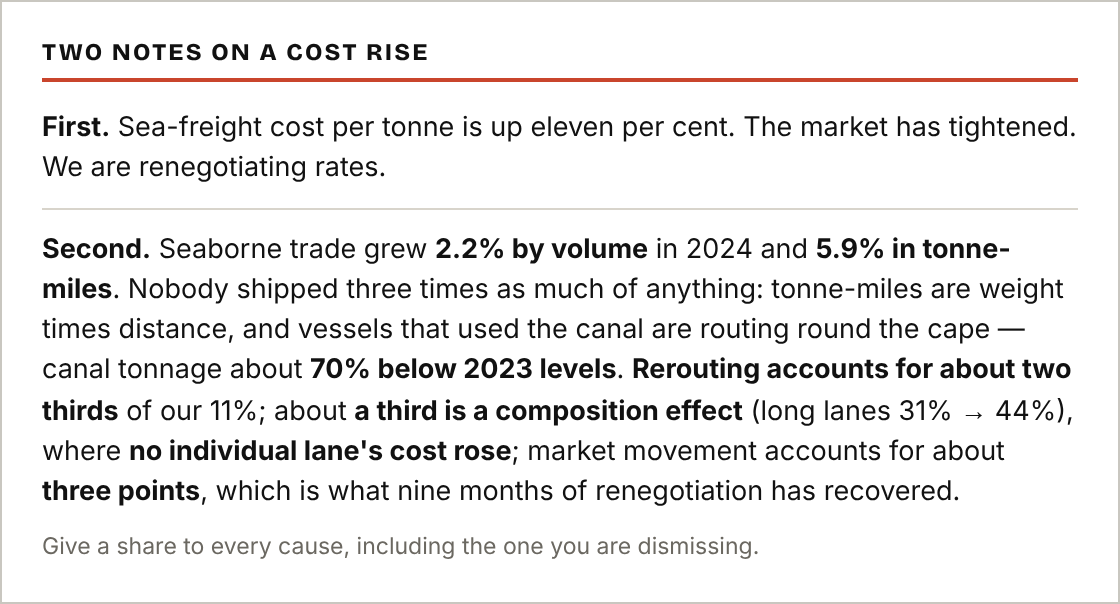 TWO NOTES ON A COST RISE
First. Sea-freight cost per tonne is up eleven per cent. The market has tightened.
We are renegotiating rates.
Second. Seaborne trade grew 2.2% by volume in 2024 and 5.9% in tonne-
miles. Nobody shipped three times as much of anything: tonne-miles are weight
times distance, and vessels that used the canal are routing round the cape —
canal tonnage about 70% below 2023 levels. Rerouting accounts for about two
thirds of our 11%; about a third is a composition effect (long lanes 31% → 44%),
where no individual lane's cost rose; market movement accounts for about
three points, which is what nine months of renegotiation has recovered.
Give a share to every cause, including the one you are dismissing.